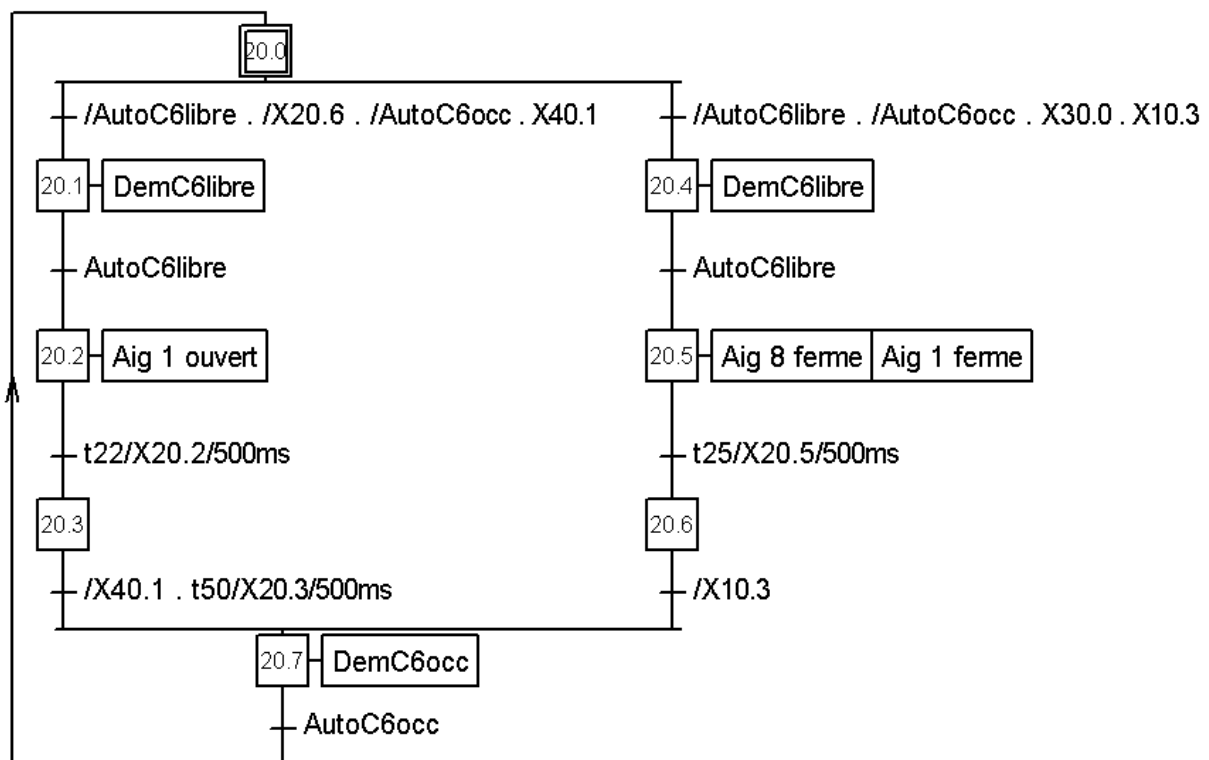 20.0
/AutoC6libre . /X20.6 . /AutoC6occ . X40.1
/AutoC6libre . /AutoC6occ . X30.0 . X10.3
20.1 DemC6libre
20.4 DemC6libre
AutoC6libre
AutoC6libre
20.2 Aig 1 ouvert
20.5 Aig 8 ferme Aig 1 ferme
t22/X20.2/500ms
t25/X20.5/500ms
20.3
20.6
/X40.1 . t50/X20.3/500ms
/X10.3
20.7 DemC6occ
AutoC6occ